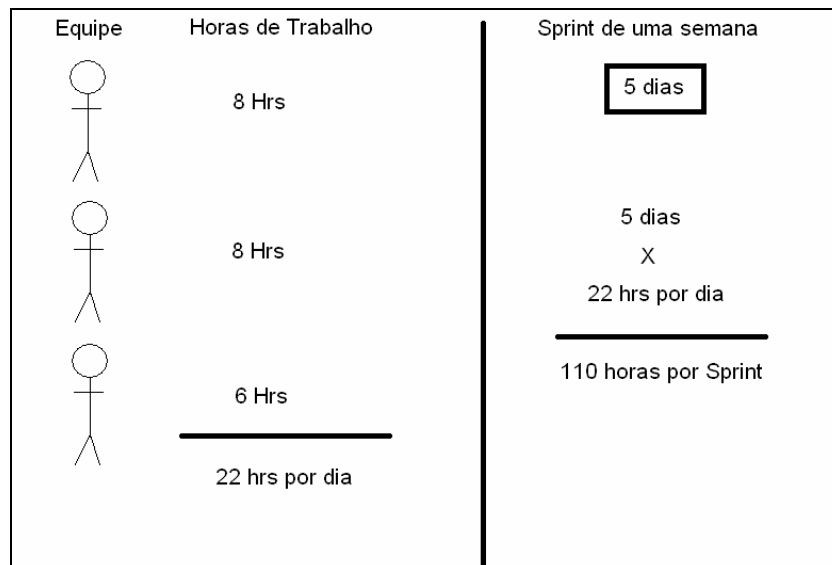 Equipe
Horas de Trabalho
8 Hrs
8 Hrs
6 Hrs
22 hrs por dia
Sprint de uma semana
5 dias
5 dias
X
22 hrs por dia
110 horas por Sprint